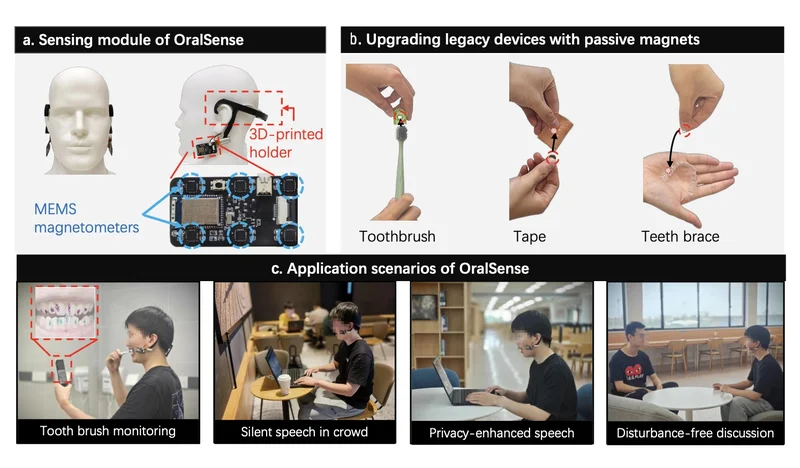 a. Sensing module of OralSense
3D-printed
holder
MEMS
magnetometers
b. Upgrading legacy devices with passive magnets
Toothbrush
Tape
Teeth brace
c. Application scenarios of OralSense
Tooth brush monitoring
Silent speech in crowd
Privacy-enhanced speech
Disturbance-free discussion